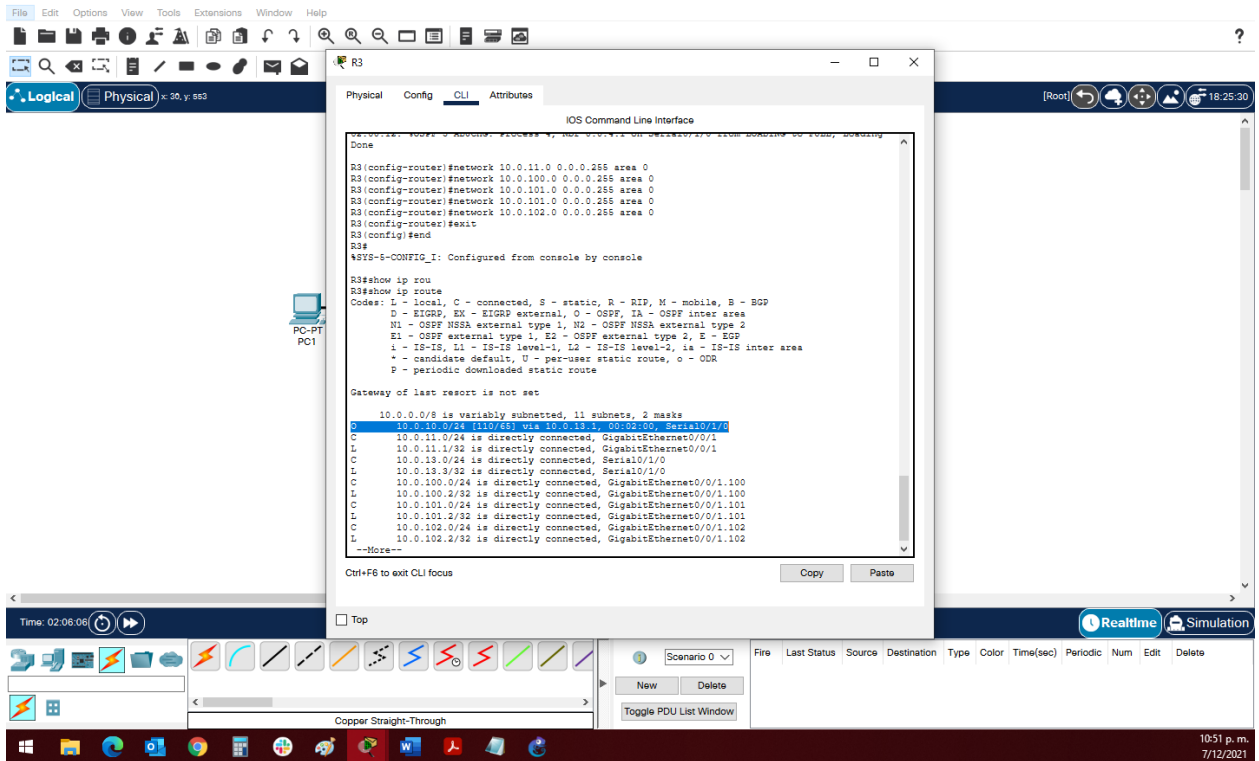 File Edit Options View Tools Extensions Window Help
?
R3
Logical Physical x: 30, y: 553
[Root] 18:25:30
Physical Config CLI Attributes
IOS Command Line Interface
Done
R3(config-router)#network 10.0.11.0 0.0.0.255 area 0
R3(config-router)#network 10.0.100.0 0.0.0.255 area 0
R3(config-router)#network 10.0.101.0 0.0.0.255 area 0
R3(config-router)#network 10.0.101.0 0.0.0.255 area 0
R3(config-router)#network 10.0.102.0 0.0.0.255 area 0
R3(config-router)#exit
R3(config)#end
R3#
%SYS-5-CONFIG_I: Configured from console by console
R3#show ip rou
R3#show ip route
Codes: L - local, C - connected, S - static, R - RIP, M - mobile, B - BGP
D - EIGRP, EX - EIGRP external, O - OSPF, IA - OSPF inter area
N1 - OSPF NSSA external type 1, N2 - OSPF NSSA external type 2
E1 - OSPF external type 1, E2 - OSPF external type 2, E - EGP
i - IS-IS, L1 - IS-IS level-1, L2 - IS-IS level-2, ia - IS-IS inter area
* - candidate default, U - per-user static route, o - ODR
P - periodic downloaded static route
Gateway of last resort is not set
10.0.0.0/8 is variably subnetted, 11 subnets, 2 masks
O 10.0.10.0/24 [110/65] via 10.0.13.1, 00:02:00, Serial0/1/0
C 10.0.11.0/24 is directly connected, GigabitEthernet0/0/1
L 10.0.11.1/32 is directly connected, GigabitEthernet0/0/1
C 10.0.13.0/24 is directly connected, Serial0/1/0
L 10.0.13.3/32 is directly connected, Serial0/1/0
C 10.0.100.0/24 is directly connected, GigabitEthernet0/0/1.100
L 10.0.100.2/32 is directly connected, GigabitEthernet0/0/1.100
C 10.0.101.0/24 is directly connected, GigabitEthernet0/0/1.101
L 10.0.101.2/32 is directly connected, GigabitEthernet0/0/1.101
C 10.0.102.0/24 is directly connected, GigabitEthernet0/0/1.102
L 10.0.102.2/32 is directly connected, GigabitEthernet0/0/1.102
--More--
PC-PT
PC1
Ctrl+F6 to exit CLI focus Copy Paste
Top
Time: 02:06:06 Realtime Simulation
Scenario 0 Fire Last Status Source Destination Type Color Time(sec) Periodic Num Edit Delete
New Delete
Toggle PDU List Window
Copper Straight-Through
10:51 p. m.
7/12/2021